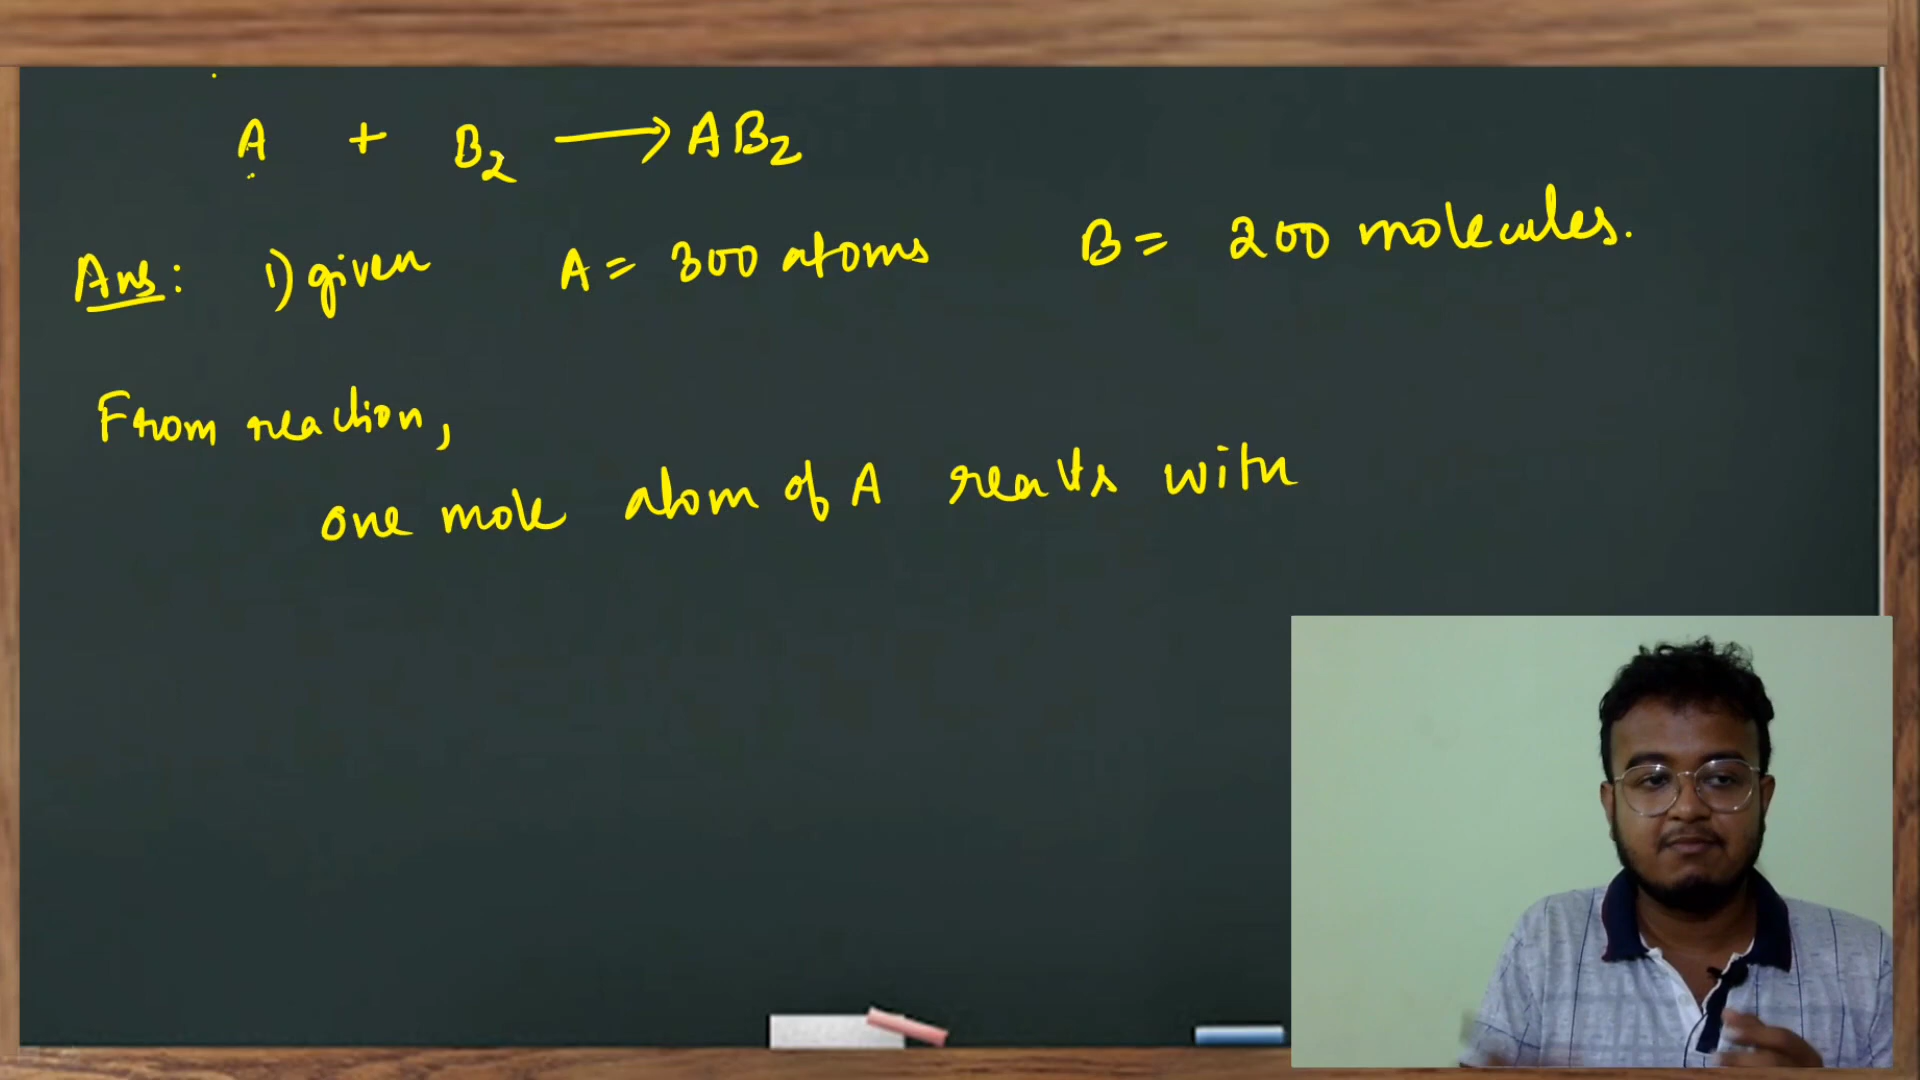 A + B2 ⟶ AB2
Ans: 1) given A = 300 atoms B = 200 molecules.
From reaction,
one mole atom of A reacts with